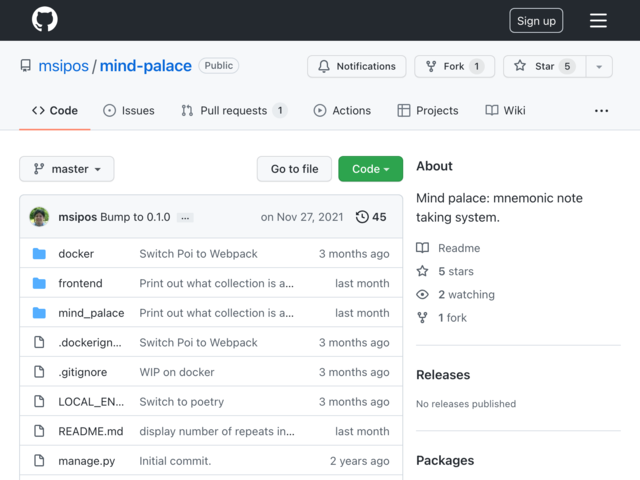 Sign up
msipos / mind-palace Public
Notifications Fork 1 Star 5
Code Issues Pull requests 1 Actions Projects Wiki ...
master Go to file Code
msipos Bump to 0.1.0 ... on Nov 27, 2021 45
docker Switch Poi to Webpack 3 months ago
frontend Print out what collection is a... last month
mind_palace Print out what collection is a... last month
.dockerign... Switch Poi to Webpack 3 months ago
.gitignore WIP on docker 3 months ago
LOCAL_EN... Switch to poetry 3 months ago
README.md display number of repeats in... last month
manage.py Initial commit. 2 years ago
About
Mind palace: mnemonic note
taking system.
Readme
5 stars
2 watching
1 fork
Releases
No releases published
Packages